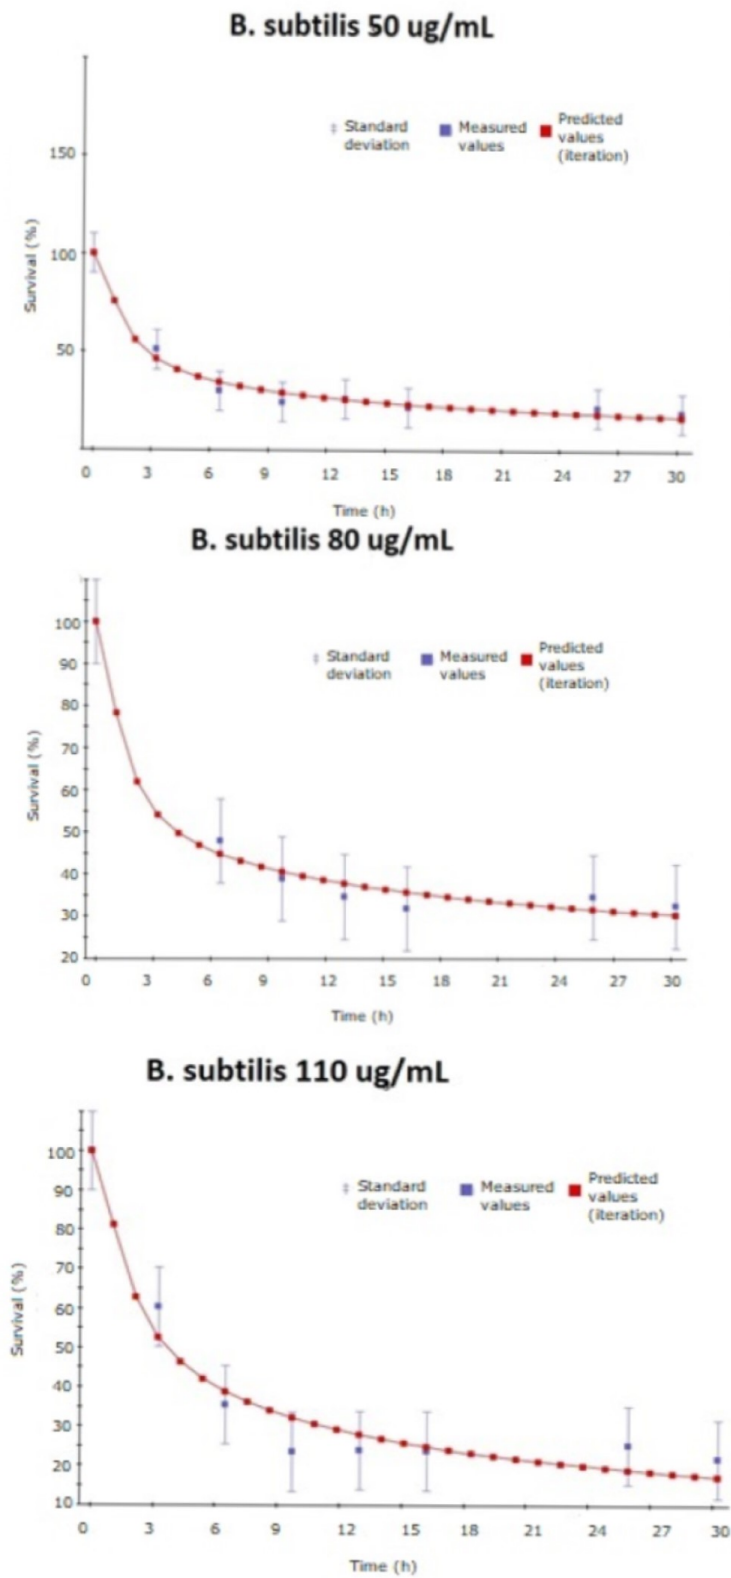 B. subtilis 50 ug/mL
Standard deviation
Measured values
Predicted values (iteration)
150
100
50
Survival (%)
0 3 6 9 12 15 18 21 24 27 30
Time (h)
B. subtilis 80 ug/mL
Standard deviation
Measured values
Predicted values (iteration)
100
90
80
70
60
50
40
30
20
Survival (%)
0 3 6 9 12 15 18 21 24 27 30
Time (h)
B. subtilis 110 ug/mL
Standard deviation
Measured values
Predicted values (iteration)
100
90
80
70
60
50
40
30
20
10
Survival (%)
0 3 6 9 12 15 18 21 24 27 30
Time (h)